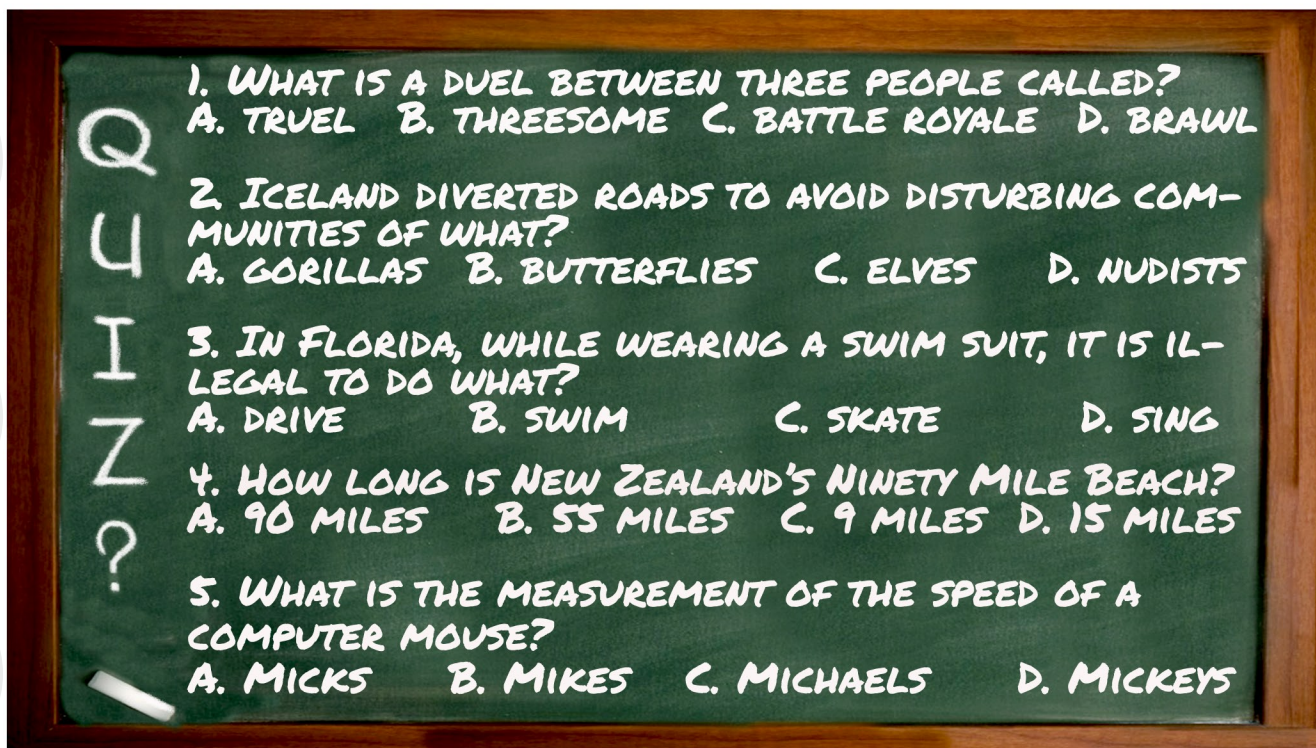 QUIZ?
1. What is a duel between three people called?
A. truel B. threesome C. battle royale D. brawl
2. Iceland diverted roads to avoid disturbing com-
munities of what?
A. gorillas B. butterflies C. elves D. nudists
3. In Florida, while wearing a swim suit, it is il-
legal to do what?
A. drive B. swim C. skate D. sing
4. How long is New Zealand's Ninety Mile Beach?
A. 90 miles B. 55 miles C. 9 miles D. 15 miles
5. What is the measurement of the speed of a
computer mouse?
A. Micks B. Mikes C. Michaels D. Mickeys